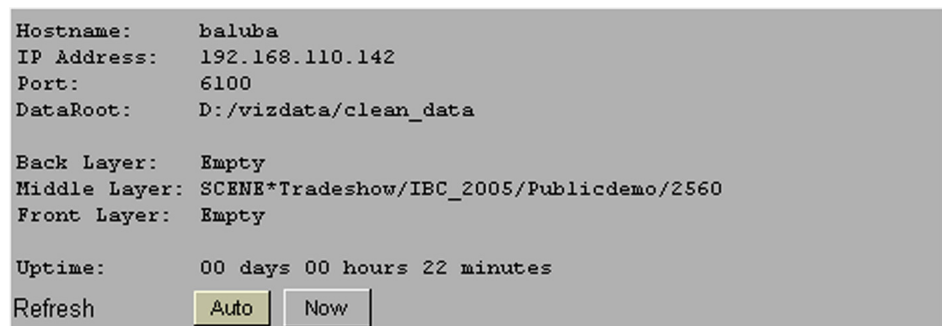 Hostname: baluba
IP Address: 192.168.110.142
Port: 6100
DataRoot: D:/vizdata/clean_data
Back Layer: Empty
Middle Layer: SCENE*Tradeshow/IBC_2005/Publicdemo/2560
Front Layer: Empty
Uptime: 00 days 00 hours 22 minutes
Refresh Auto Now